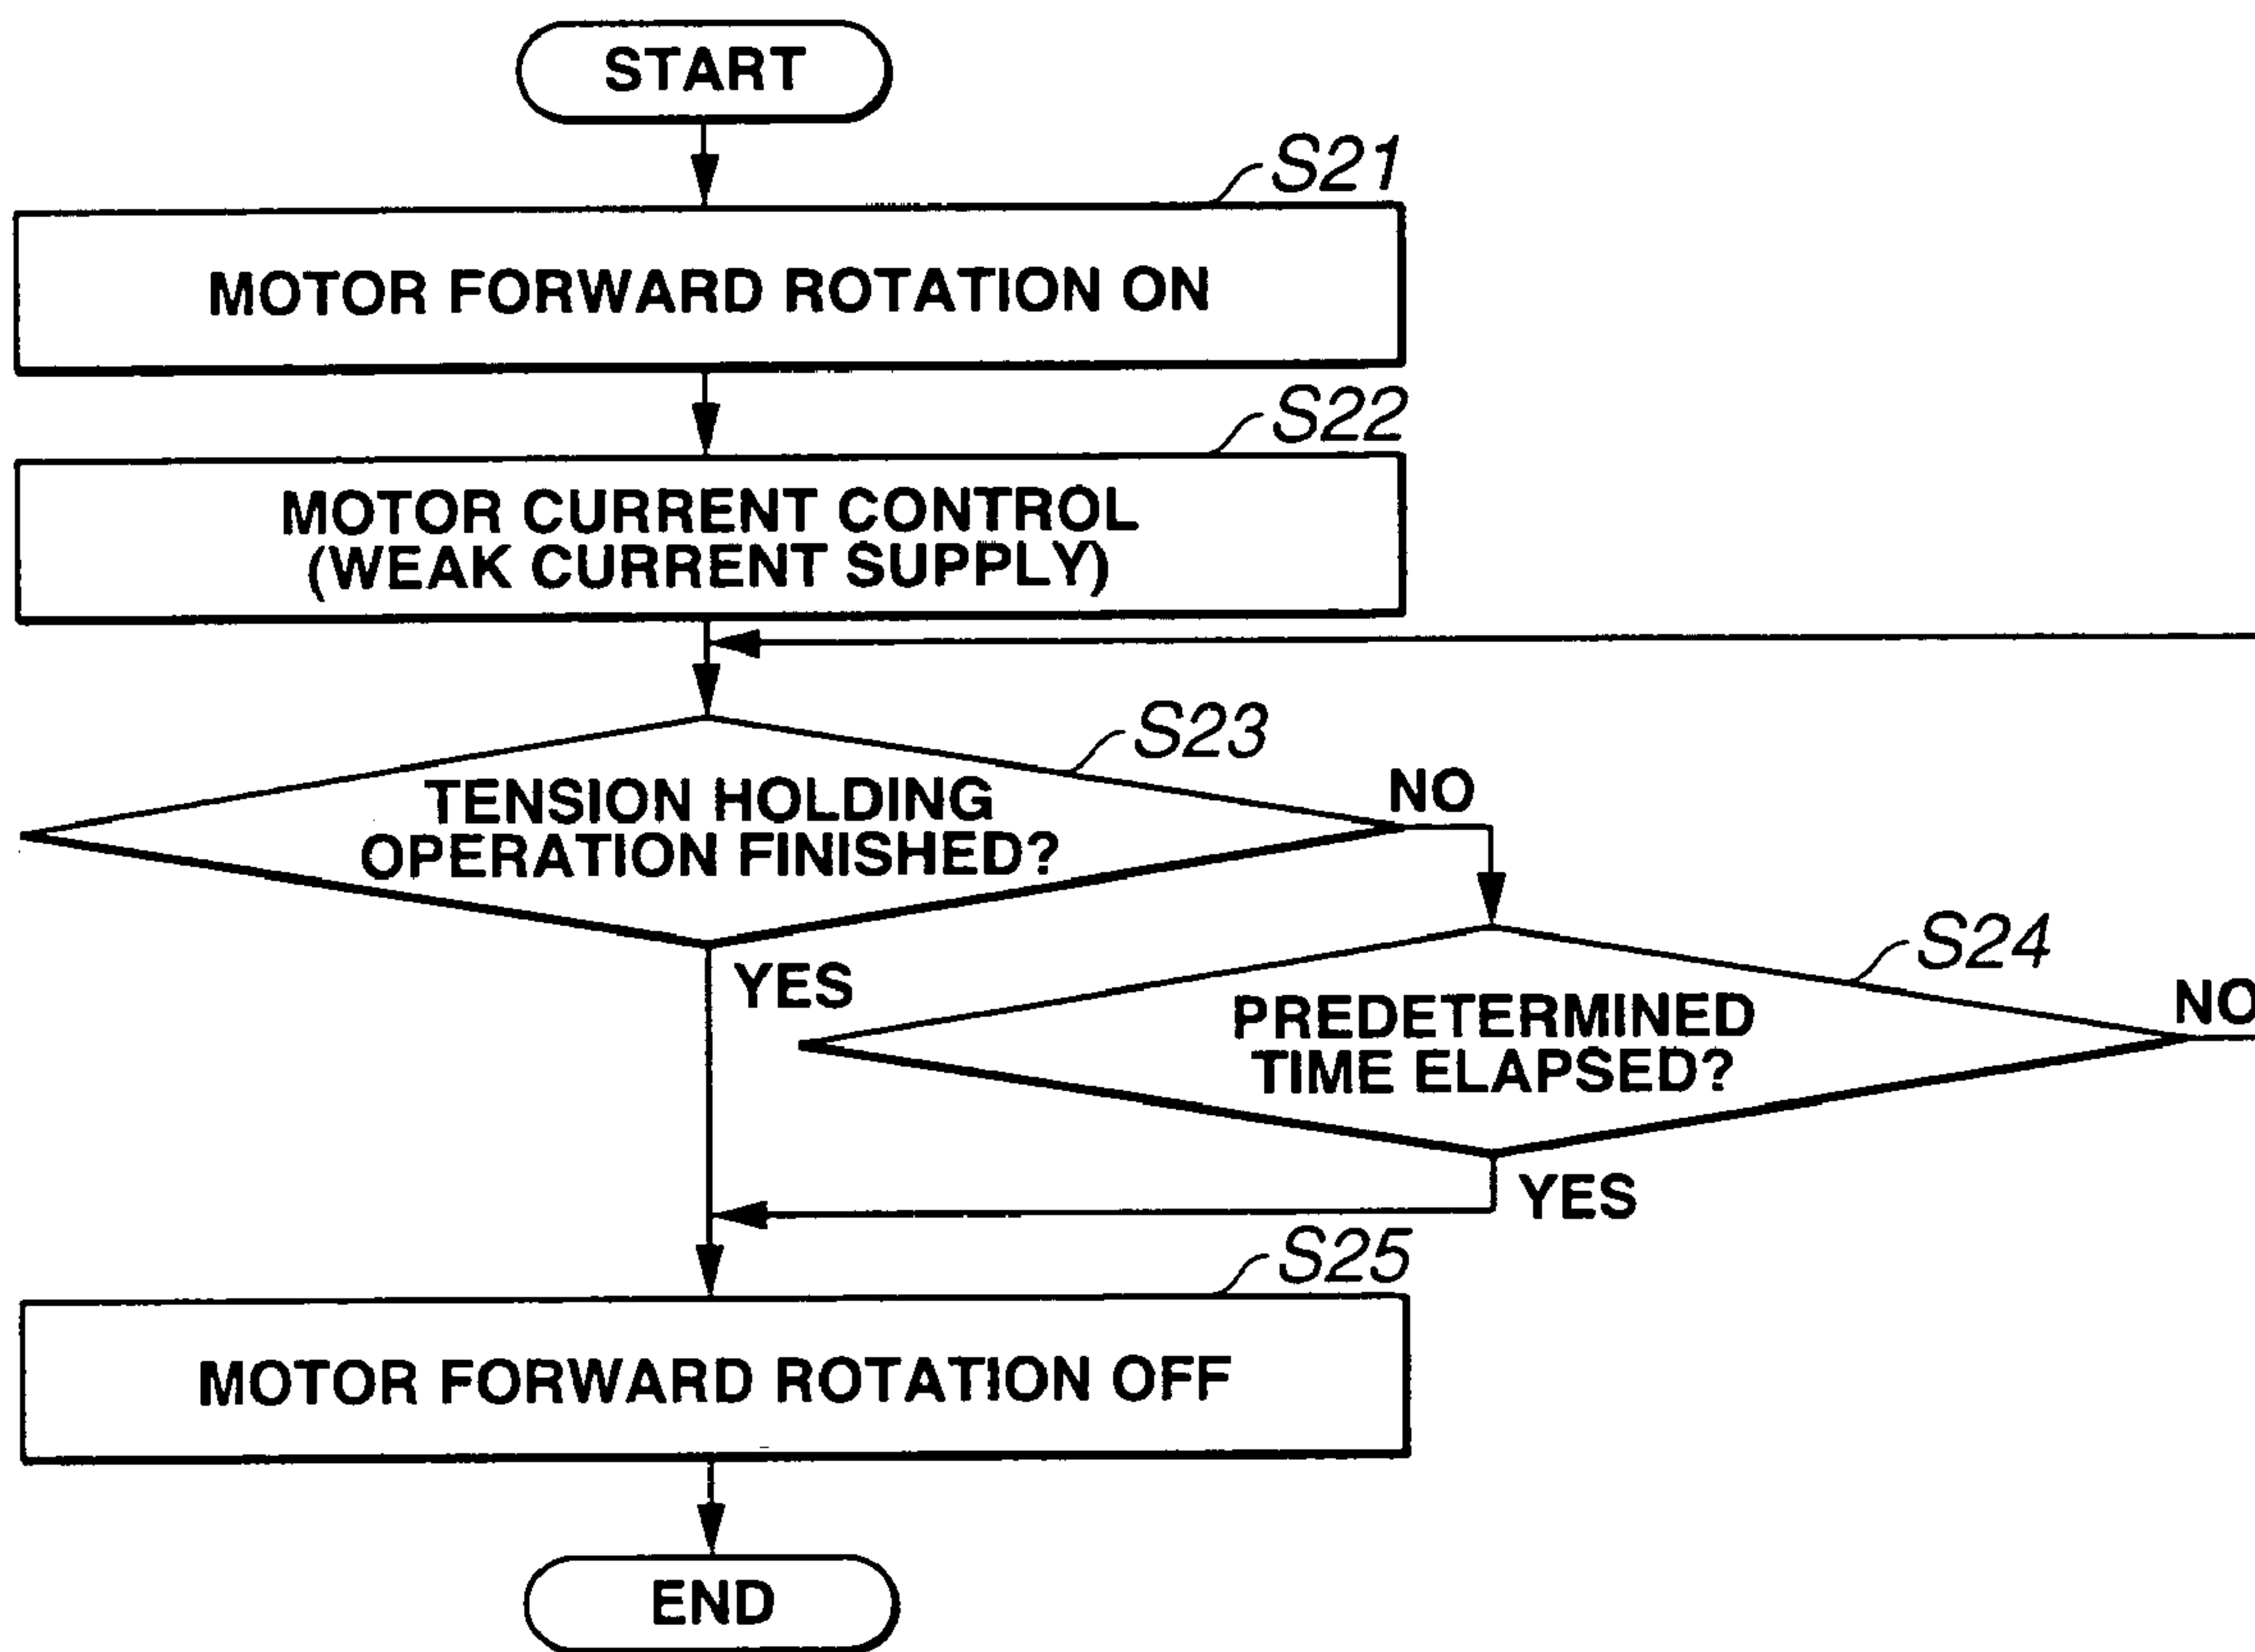 START
S21
MOTOR FORWARD ROTATION ON
S22
MOTOR CURRENT CONTROL
(WEAK CURRENT SUPPLY)
S23
TENSION HOLDING
OPERATION FINISHED?
NO
YES
S24
PREDETERMINED
TIME ELAPSED?
NO
YES
S25
MOTOR FORWARD ROTATION OFF
END